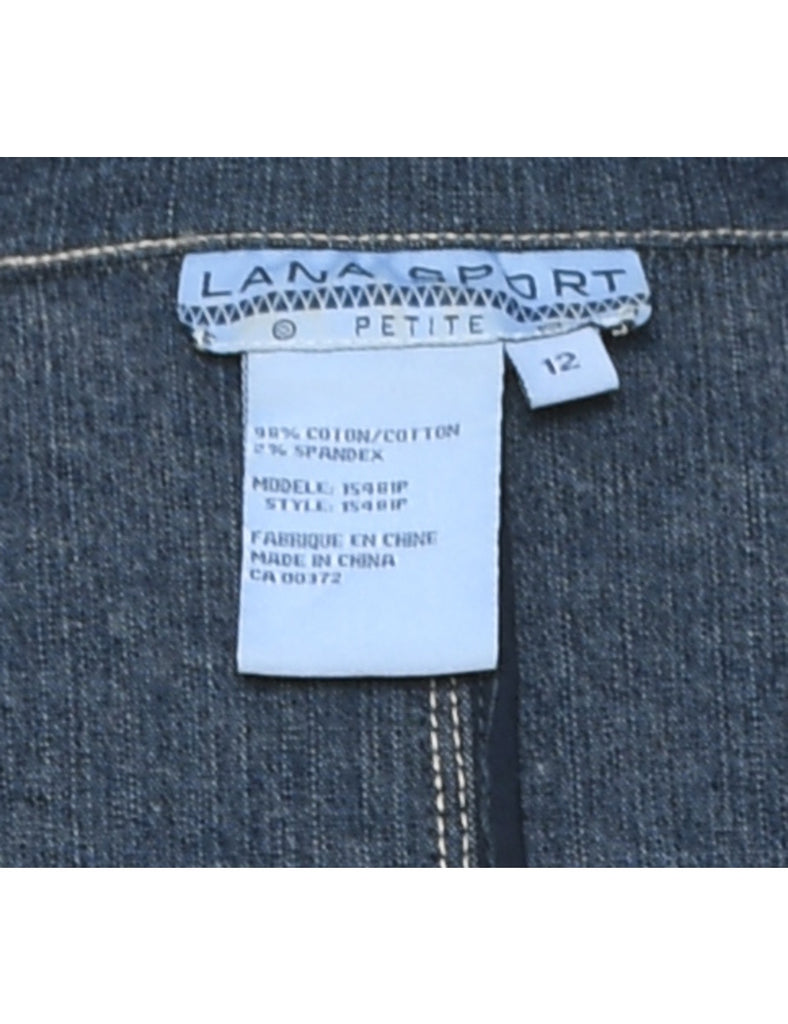 LANA SPORT
PETITE
12
98% COTON/COTTON
2% SPANDEX
MODELE: 15481P
STYLE: 15481P
FABRIQUE EN CHINE
MADE IN CHINA
CA 00372